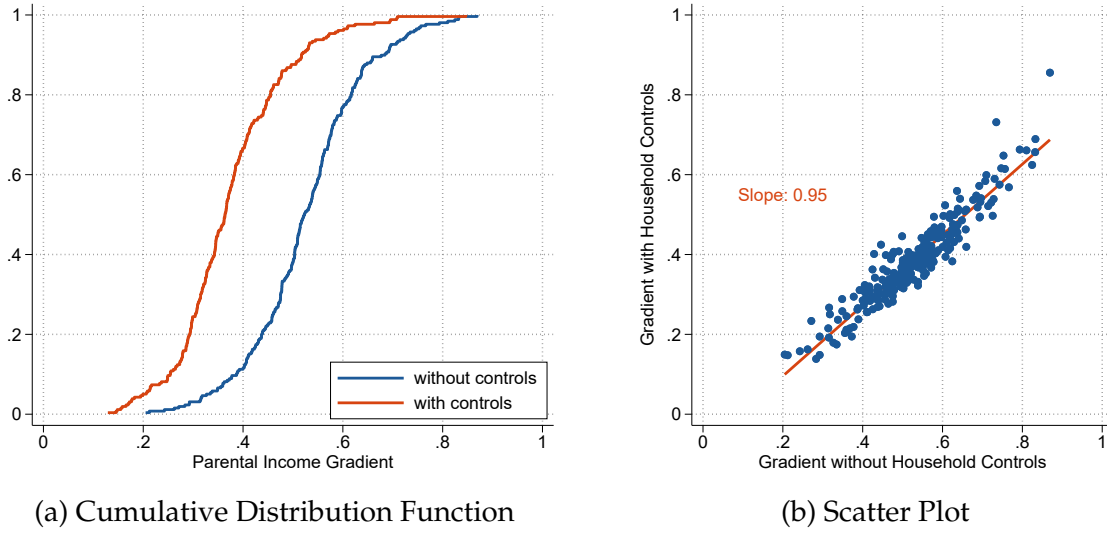 1
.8
.6
.4
.2
0
without controls
with controls
0 .2 .4 .6 .8 1
Parental Income Gradient
(a) Cumulative Distribution Function
Gradient with Household Controls
1
.8
.6
.4
.2
0
Slope: 0.95
0 .2 .4 .6 .8 1
Gradient without Household Controls
(b) Scatter Plot